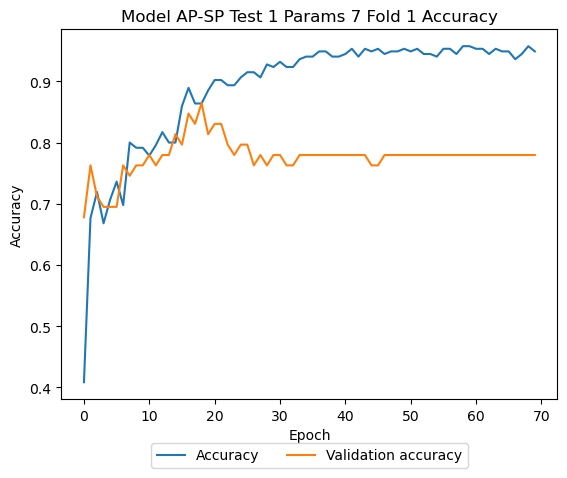 Model AP-SP Test 1 Params 7 Fold 1 Accuracy
Accuracy
0.9
0.8
0.7
0.6
0.5
0.4
0 10 20 30 40 50 60 70
Epoch
Accuracy Validation accuracy